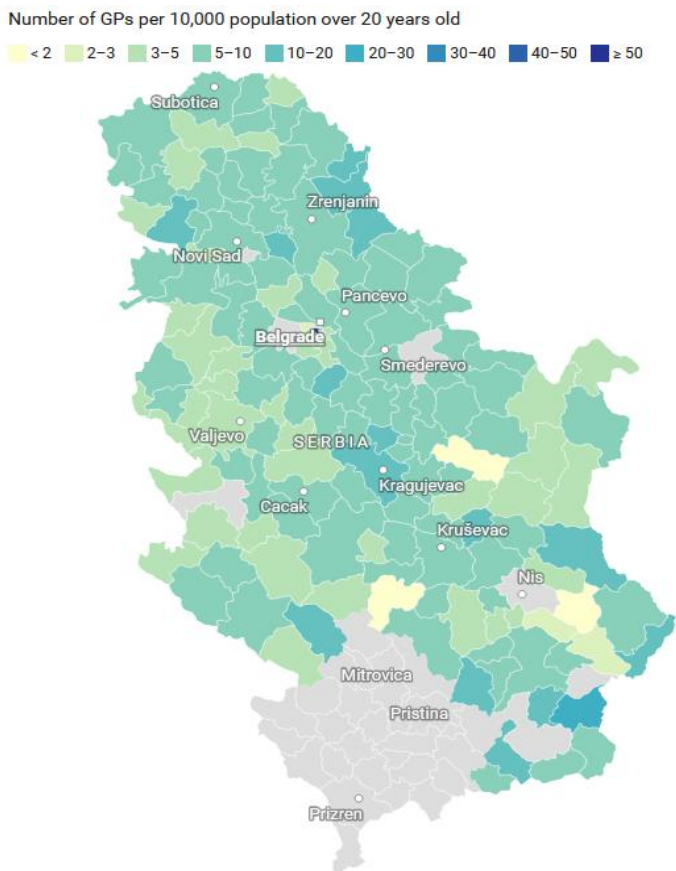 Number of GPs per 10,000 population over 20 years old
< 2 2–3 3–5 5–10 10–20 20–30 30–40 40–50 ≥ 50
Subotica
Zrenjanin
Novi Sad
Pancevo
Belgrade
Smederevo
Valjevo
SERBIA
Kragujevac
Cacak
Kruševac
Nis
Mitrovica
Pristina
Prizren